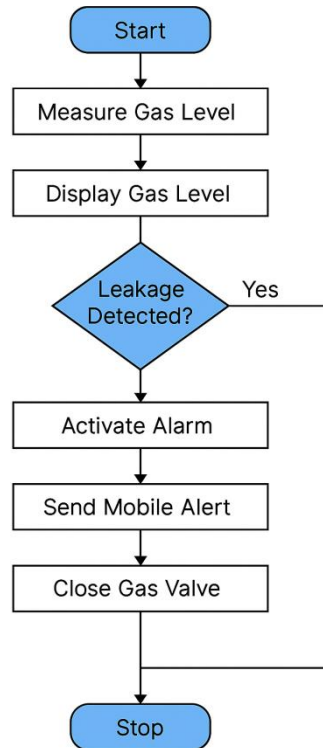 Start
Measure Gas Level
Display Gas Level
Leakage
Detected?
Yes
Activate Alarm
Send Mobile Alert
Close Gas Valve
Stop